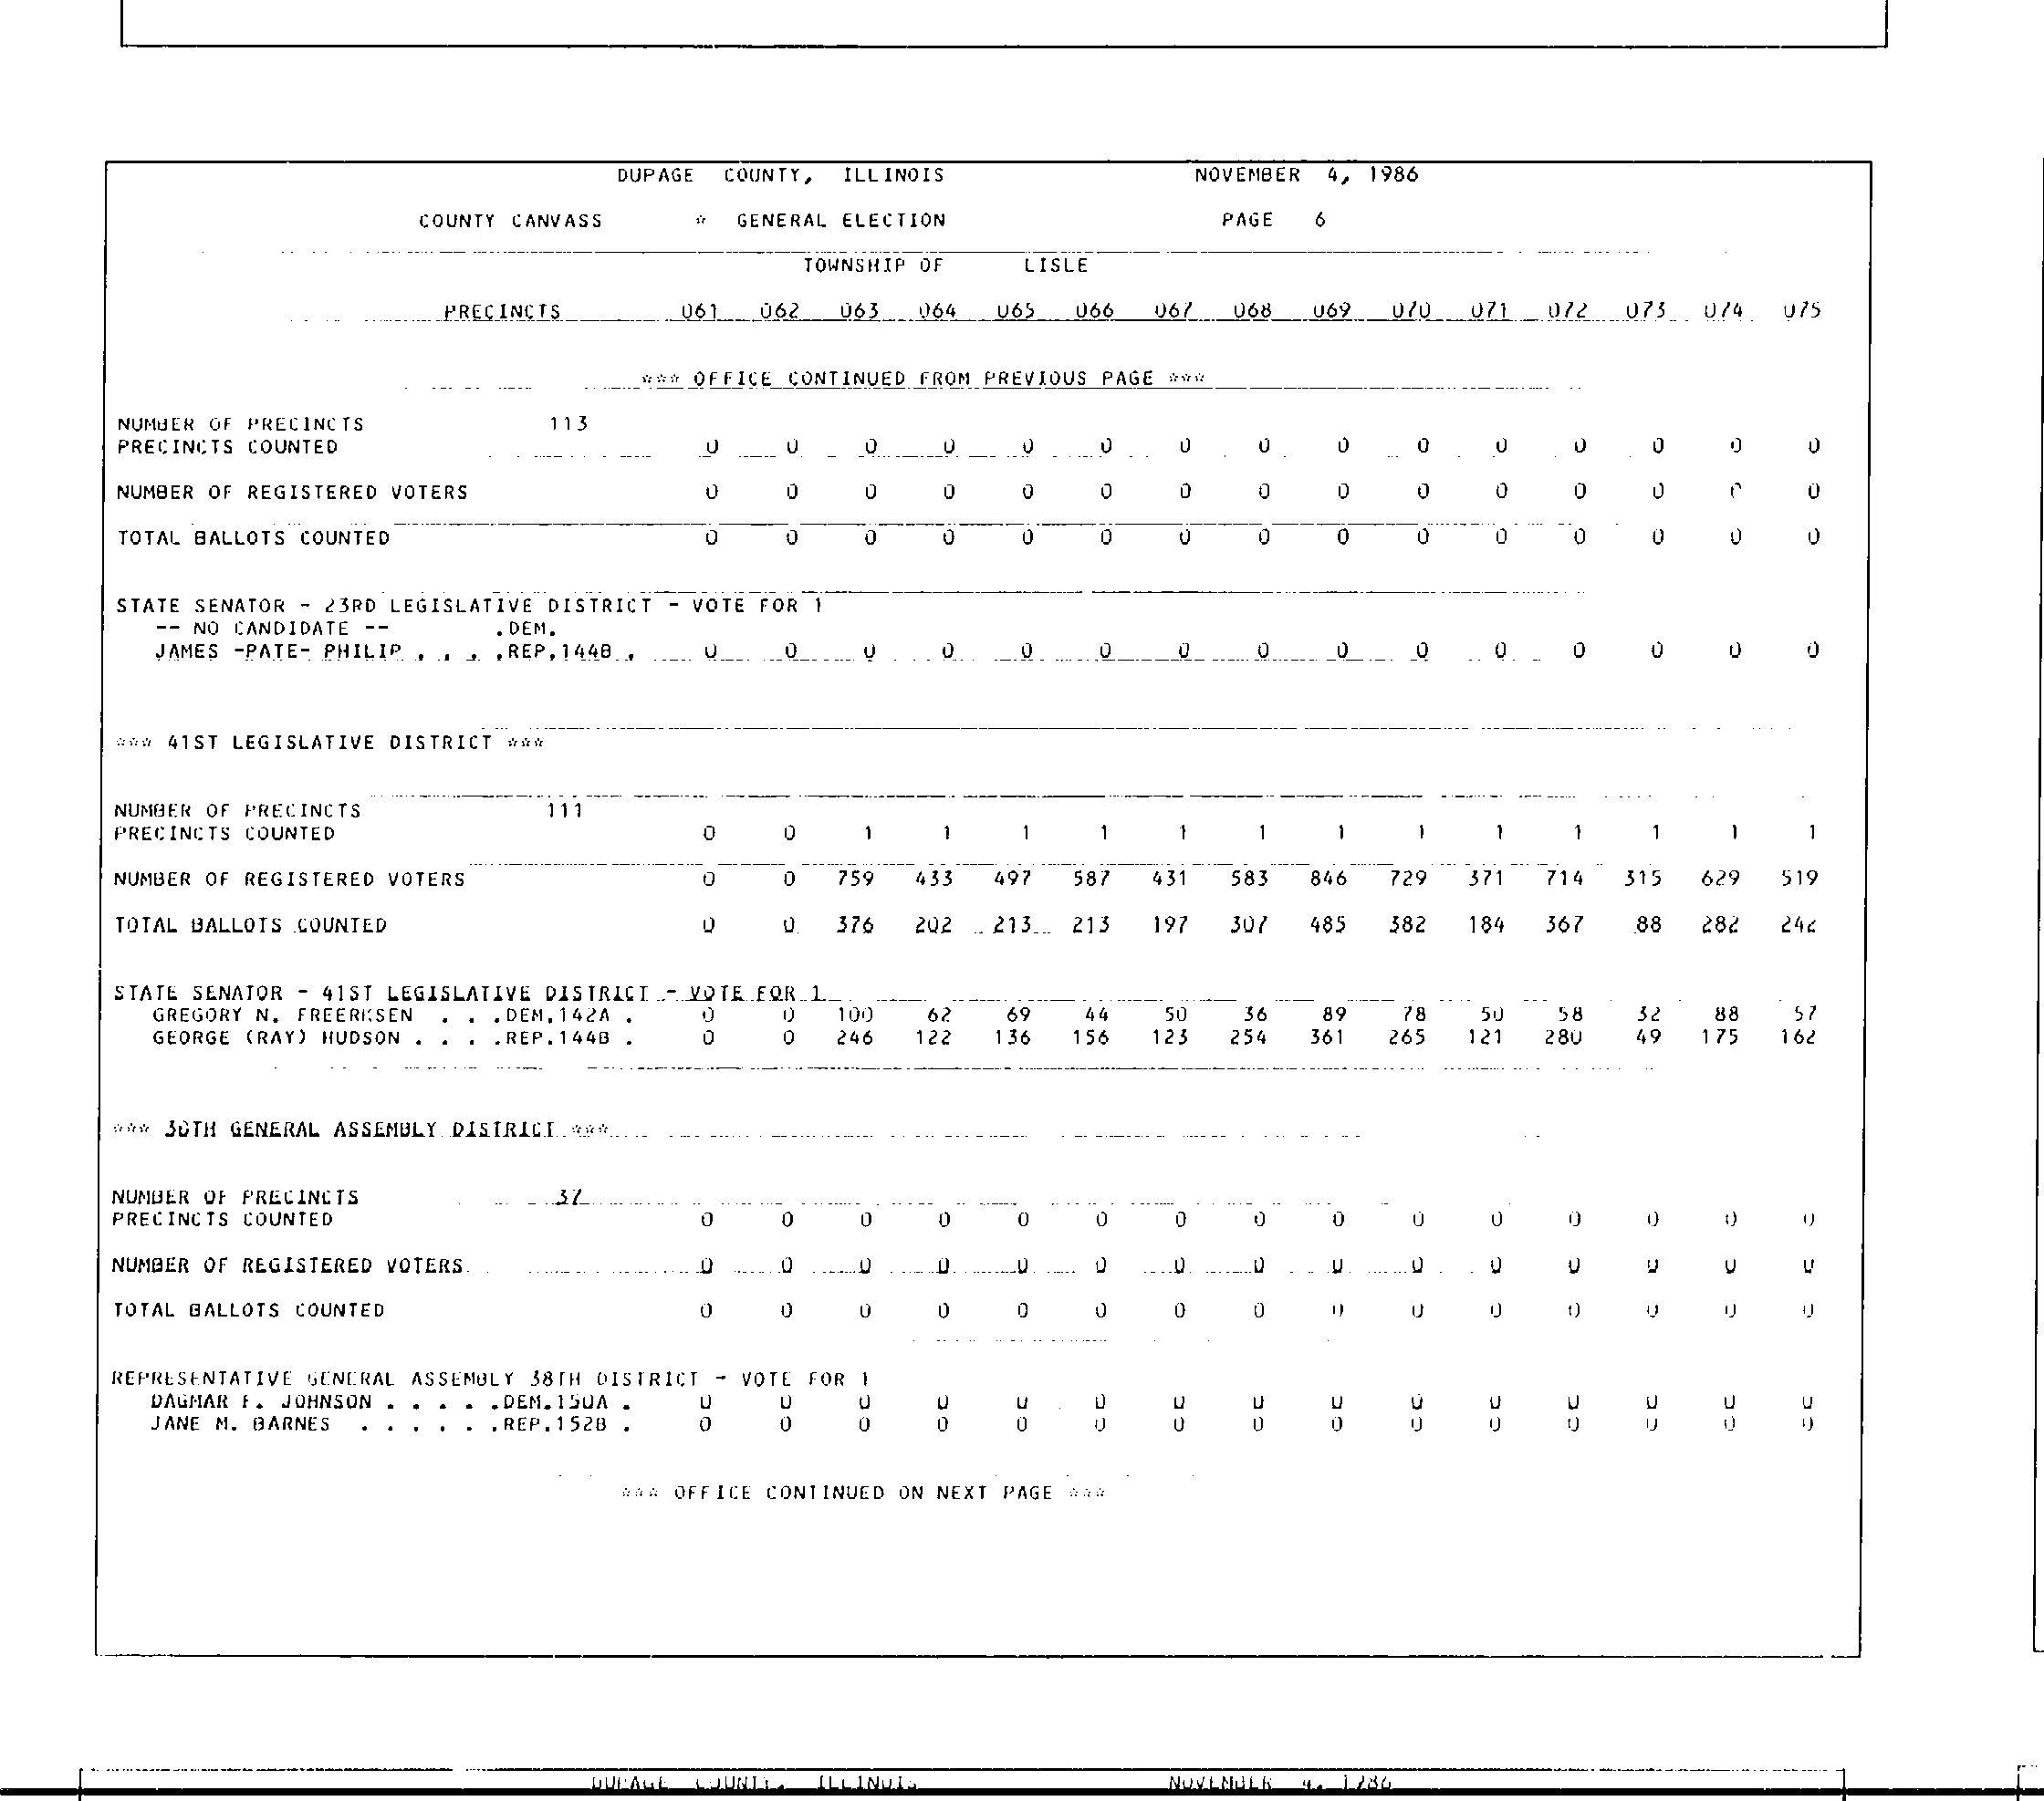 DUPAGE COUNTY, ILLINOIS NOVEMBER 4, 1986
COUNTY CANVASS * GENERAL ELECTION PAGE 6
TOWNSHIP OF LISLE
PRECINCTS 061 062 063 064 065 066 067 068 069 070 071 072 073 074 075
*** OFFICE CONTINUED FROM PREVIOUS PAGE ***
NUMBER OF PRECINCTS 113
PRECINCTS COUNTED 0 0 0 0 0 0 0 0 0 0 0 0 0 0 0
NUMBER OF REGISTERED VOTERS 0 0 0 0 0 0 0 0 0 0 0 0 0 0 0
TOTAL BALLOTS COUNTED 0 0 0 0 0 0 0 0 0 0 0 0 0 0 0
STATE SENATOR - 23RD LEGISLATIVE DISTRICT - VOTE FOR 1
-- NO CANDIDATE -- .DEM.
JAMES -PATE- PHILIP . . . .REP.144B . 0 0 0 0 0 0 0 0 0 0 0 0 0 0 0
*** 41ST LEGISLATIVE DISTRICT ***
NUMBER OF PRECINCTS 111
PRECINCTS COUNTED 0 0 1 1 1 1 1 1 1 1 1 1 1 1 1
NUMBER OF REGISTERED VOTERS 0 0 759 433 497 587 431 583 846 729 371 714 315 629 519
TOTAL BALLOTS COUNTED 0 0 376 202 213 213 197 307 485 382 184 367 88 282 242
STATE SENATOR - 41ST LEGISLATIVE DISTRICT - VOTE FOR 1
GREGORY N. FREERKSEN . . .DEM.142A . 0 0 100 62 69 44 50 36 89 78 50 58 32 88 57
GEORGE (RAY) HUDSON . . . .REP.144B . 0 0 246 122 136 156 123 254 361 265 121 280 49 175 162
*** 38TH GENERAL ASSEMBLY DISTRICT ***
NUMBER OF PRECINCTS 37
PRECINCTS COUNTED 0 0 0 0 0 0 0 0 0 0 0 0 0 0 0
NUMBER OF REGISTERED VOTERS 0 0 0 0 0 0 0 0 0 0 0 0 0 0 0
TOTAL BALLOTS COUNTED 0 0 0 0 0 0 0 0 0 0 0 0 0 0 0
REPRESENTATIVE GENERAL ASSEMBLY 38TH DISTRICT - VOTE FOR 1
DAGMAR F. JOHNSON . . . . .DEM.150A . 0 0 0 0 0 0 0 0 0 0 0 0 0 0 0
JANE M. BARNES . . . . . .REP.152B . 0 0 0 0 0 0 0 0 0 0 0 0 0 0 0
*** OFFICE CONTINUED ON NEXT PAGE ***
DUPAGE COUNTY, ILLINOIS NOVEMBER 4, 1986